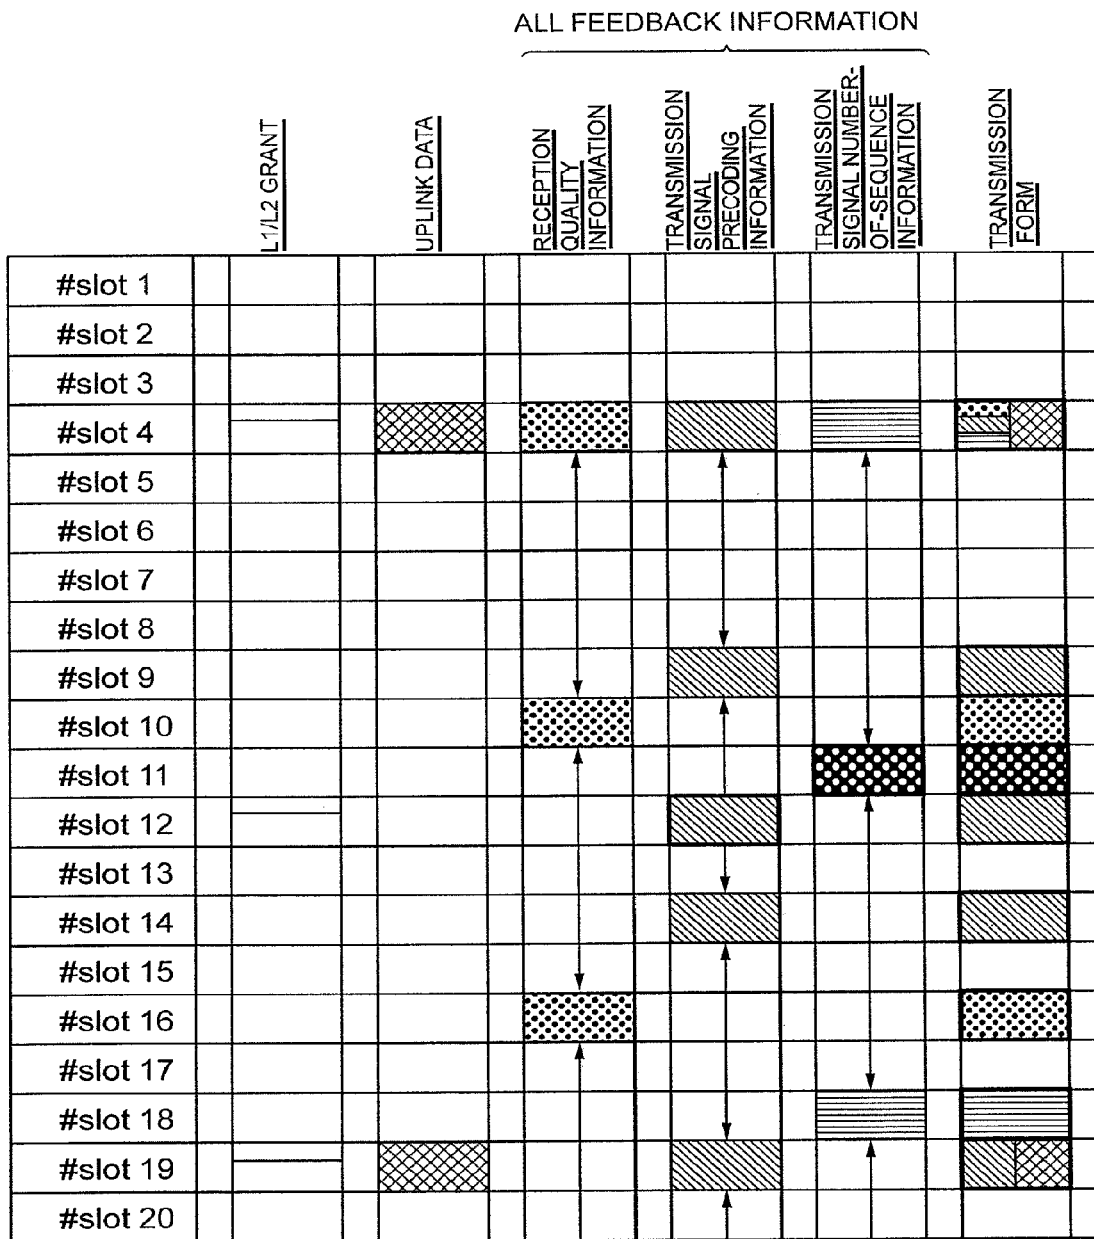 ALL FEEDBACK INFORMATION
L1/L2 GRANT
UPLINK DATA
RECEPTION
QUALITY
INFORMATION
TRANSMISSION
SIGNAL
PRECODING
INFORMATION
TRANSMISSION
SIGNAL NUMBER-
OF-SEQUENCE
INFORMATION
TRANSMISSION
FORM
#slot 1
#slot 2
#slot 3
#slot 4
#slot 5
#slot 6
#slot 7
#slot 8
#slot 9
#slot 10
#slot 11
#slot 12
#slot 13
#slot 14
#slot 15
#slot 16
#slot 17
#slot 18
#slot 19
#slot 20